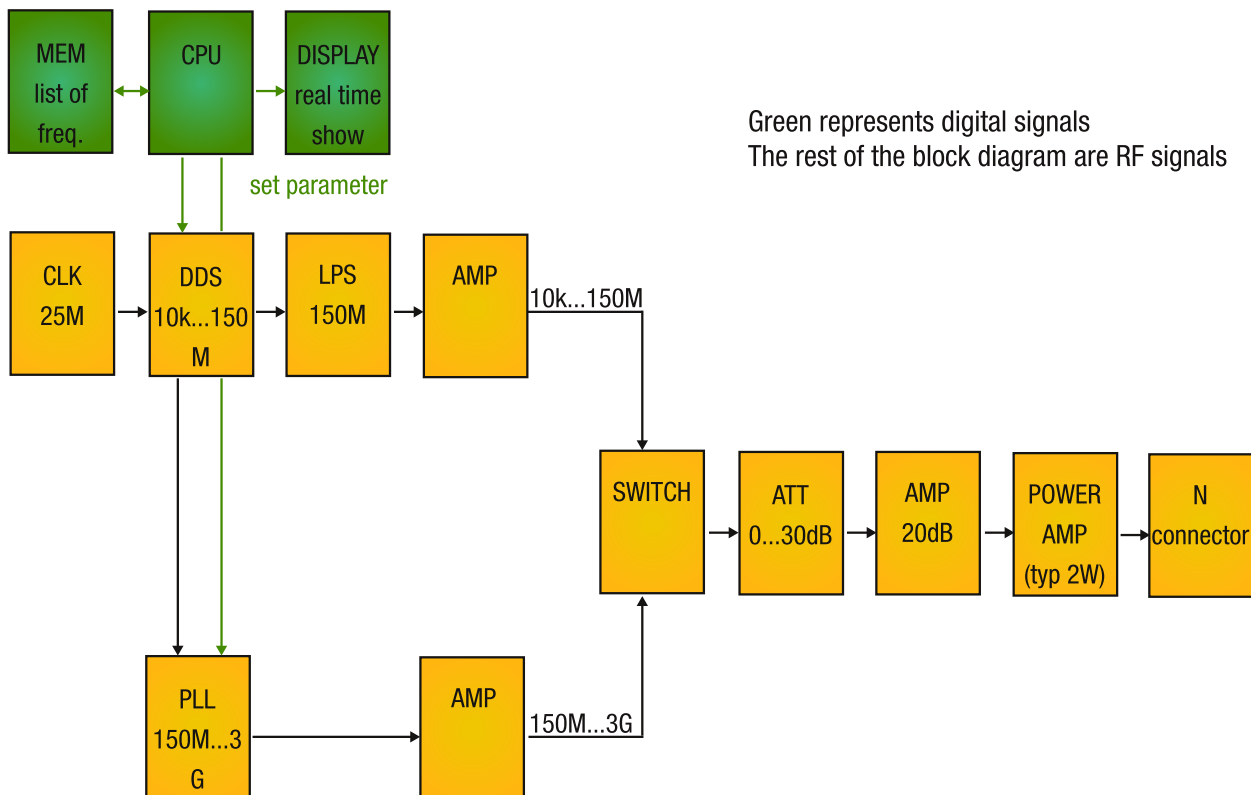 MEM
list of
freq.
CPU
DISPLAY
real time
show
Green represents digital signals
The rest of the block diagram are RF signals
set parameter
CLK
25M
DDS
10k...150
M
LPS
150M
AMP
10k...150M
SWITCH
ATT
0...30dB
AMP
20dB
POWER
AMP
(typ 2W)
N
connector
PLL
150M...3
G
AMP
150M...3G